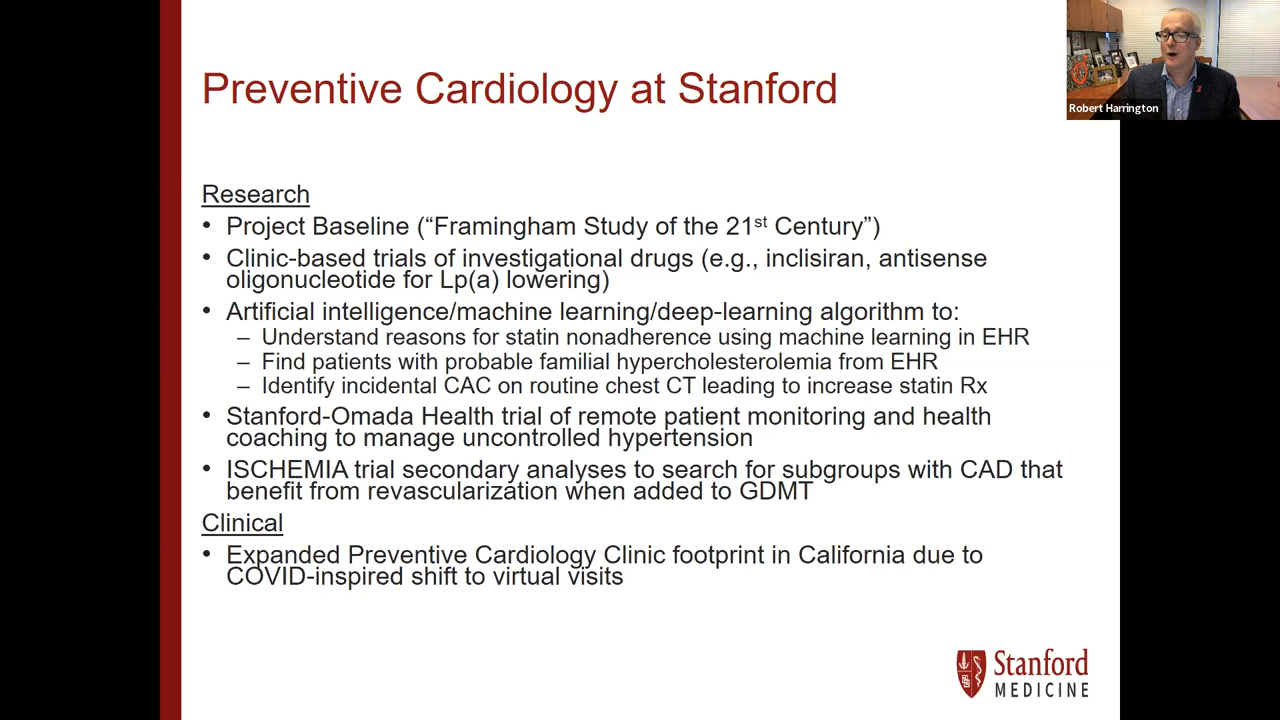 Preventive Cardiology at Stanford
Robert Harrington
Research
• Project Baseline (“Framingham Study of the 21st Century”)
• Clinic-based trials of investigational drugs (e.g., inclisiran, antisense
oligonucleotide for Lp(a) lowering)
• Artificial intelligence/machine learning/deep-learning algorithm to:
– Understand reasons for statin nonadherence using machine learning in EHR
– Find patients with probable familial hypercholesterolemia from EHR
– Identify incidental CAC on routine chest CT leading to increase statin Rx
• Stanford-Omada Health trial of remote patient monitoring and health
coaching to manage uncontrolled hypertension
• ISCHEMIA trial secondary analyses to search for subgroups with CAD that
benefit from revascularization when added to GDMT
Clinical
• Expanded Preventive Cardiology Clinic footprint in California due to
COVID-inspired shift to virtual visits
Stanford
MEDICINE